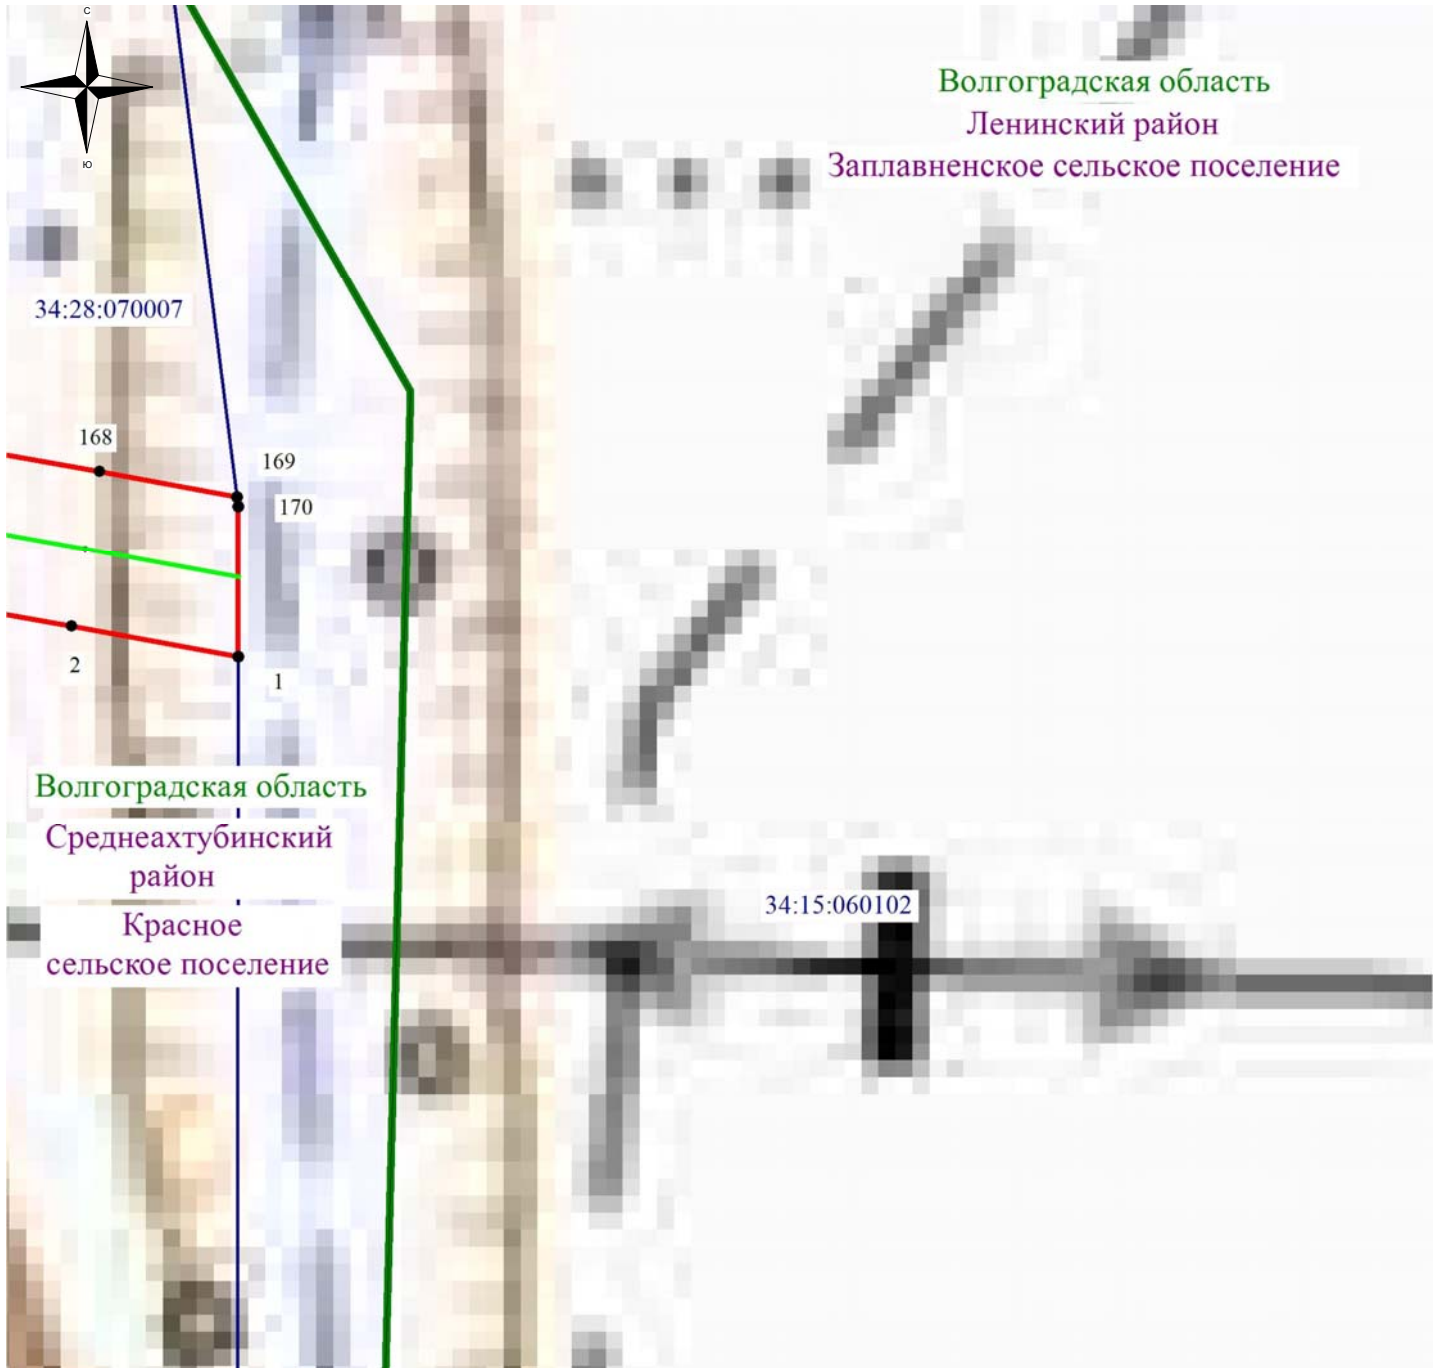 С
Ю
Волгоградская область
Ленинский район
Заплавненское сельское поселение
34:28:070007
168
169
170
2
1
Волгоградская область
Среднеахтубинский
район
Красное
сельское поселение
34:15:060102